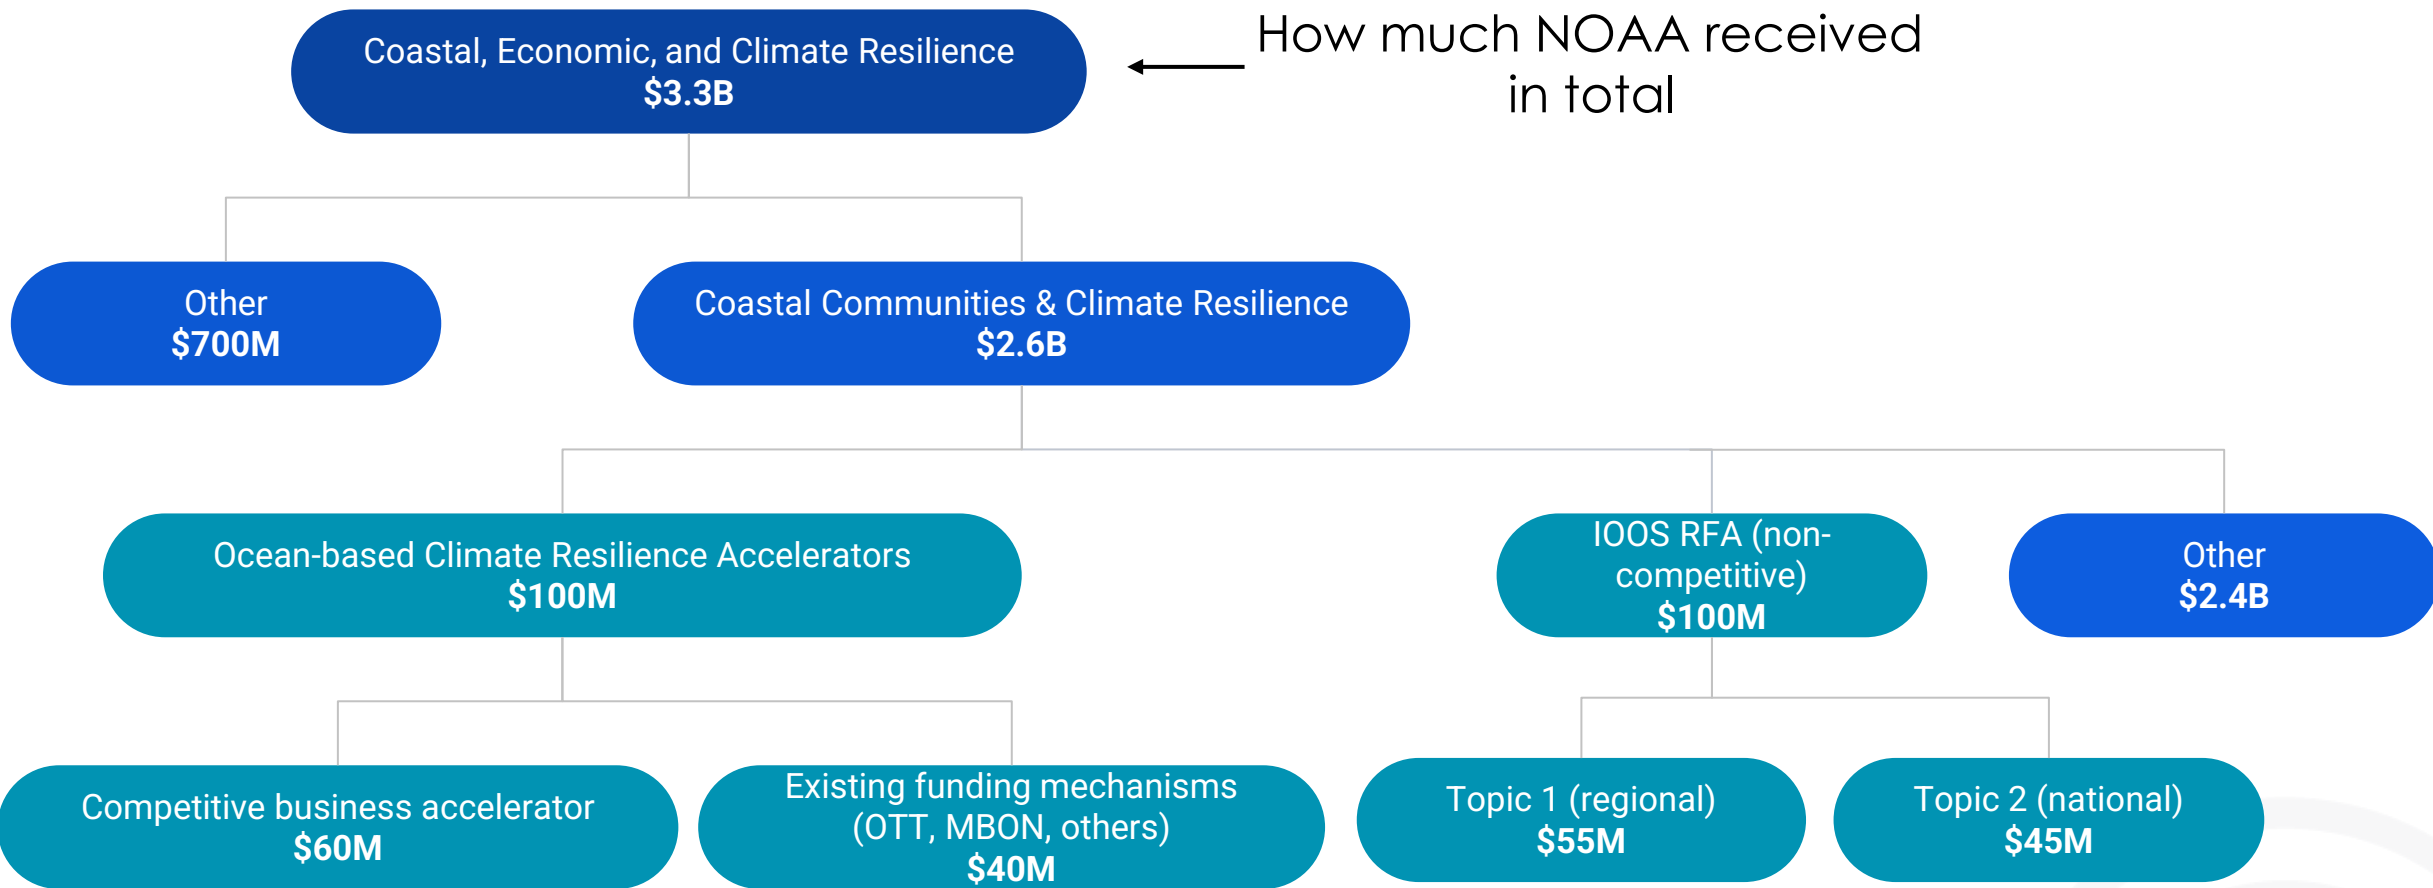 Coastal, Economic, and Climate Resilience
$3.3B
How much NOAA received
in total
Other
$700M
Coastal Communities & Climate Resilience
$2.6B
Ocean-based Climate Resilience Accelerators
$100M
IOOS RFA (non-
competitive)
$100M
Other
$2.4B
Competitive business accelerator
$60M
Existing funding mechanisms
(OTT, MBON, others)
$40M
Topic 1 (regional)
$55M
Topic 2 (national)
$45M